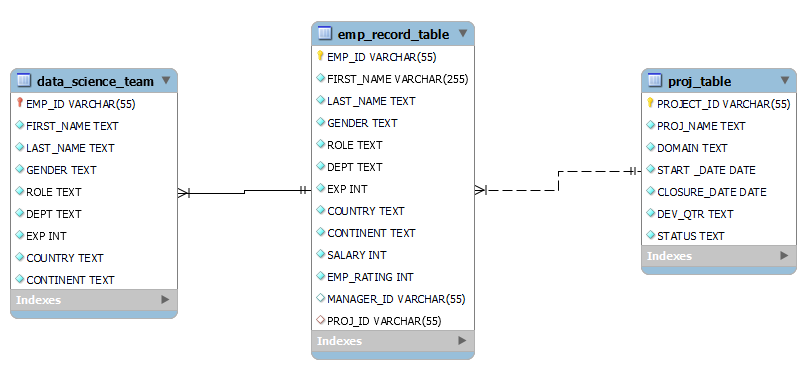 data_science_team
EMP_ID VARCHAR(55)
FIRST_NAME TEXT
LAST_NAME TEXT
GENDER TEXT
ROLE TEXT
DEPT TEXT
EXP INT
COUNTRY TEXT
CONTINENT TEXT
Indexes
emp_record_table
EMP_ID VARCHAR(55)
FIRST_NAME VARCHAR(255)
LAST_NAME TEXT
GENDER TEXT
ROLE TEXT
DEPT TEXT
EXP INT
COUNTRY TEXT
CONTINENT TEXT
SALARY INT
EMP_RATING INT
MANAGER_ID VARCHAR(55)
PROJ_ID VARCHAR(55)
Indexes
proj_table
PROJECT_ID VARCHAR(55)
PROJ_NAME TEXT
DOMAIN TEXT
START _DATE DATE
CLOSURE_DATE DATE
DEV_QTR TEXT
STATUS TEXT
Indexes